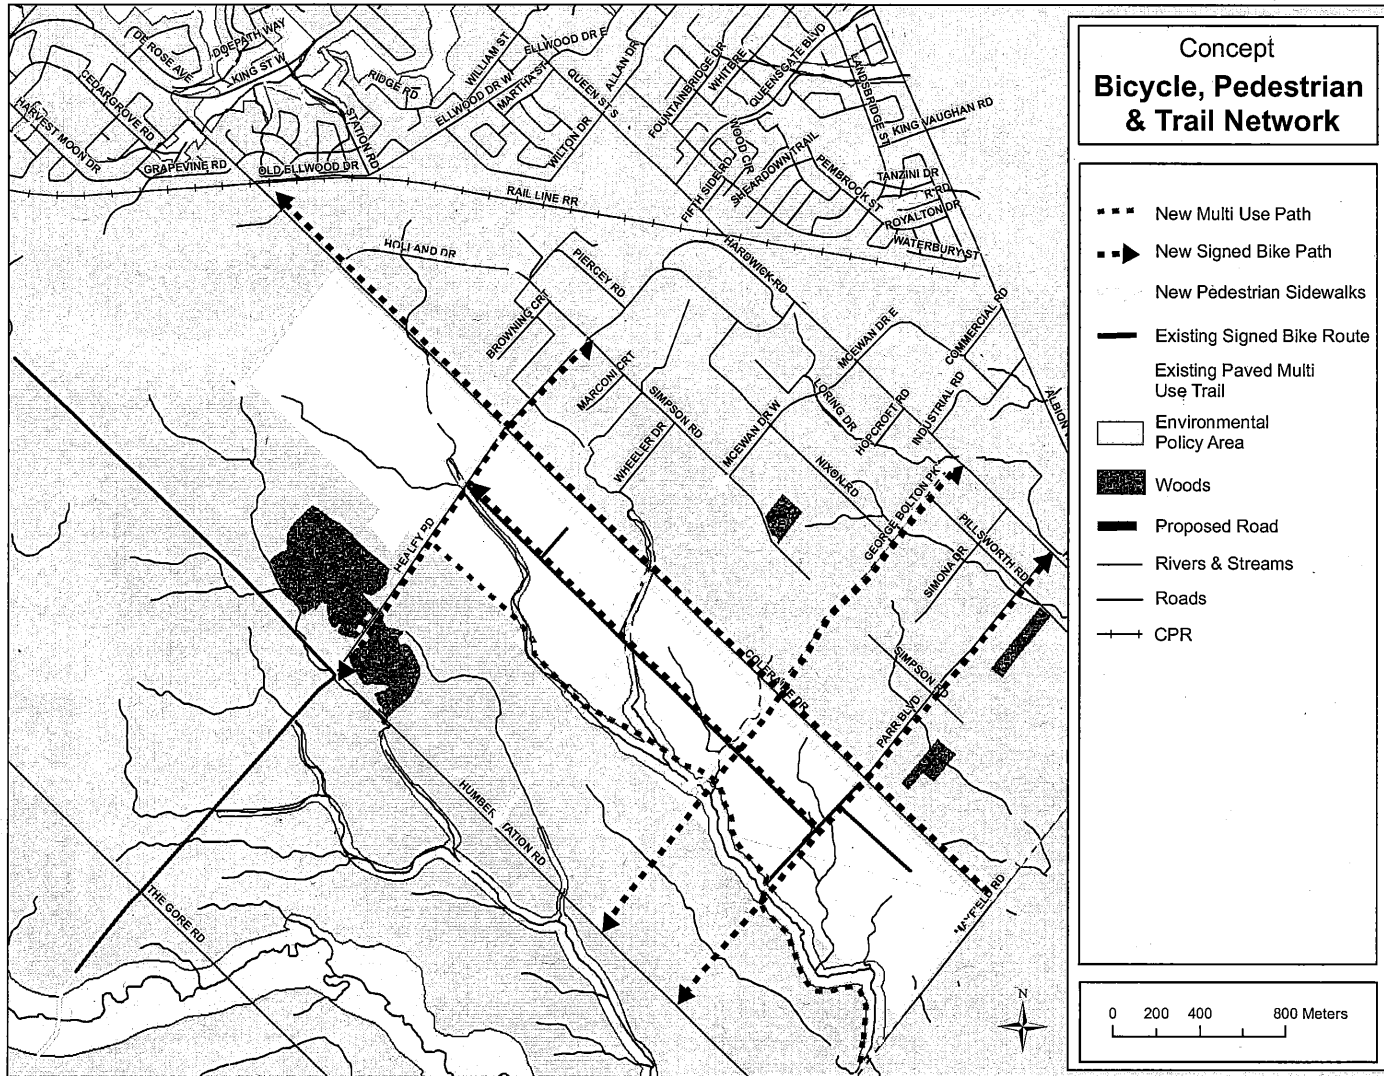 Concept
Bicycle, Pedestrian
& Trail Network
New Multi Use Path
New Signed Bike Path
New Pedestrian Sidewalks
Existing Signed Bike Route
Existing Paved Multi
Use Trail
Environmental
Policy Area
Woods
Proposed Road
Rivers & Streams
Roads
CPR
0 200 400 800 Meters
N
DE ROSE AVE
DOEPATH WAY
KING ST W
CEDARGROVE RD
HARVEST MOON DR
GRAPEVINE RD
OLD ELLWOOD DR
STATION RD
RIDGE RD
WILLIAM ST
ELLWOOD DR W
ELLWOOD DR E
MARTHA ST
QUEEN ST S
ALLAN DR
WILTON DR
FOUNTAINBRIDGE DR
WHITBRE
QUEENSGATE BLVD
LANDSBRIDGE ST
KING VAUGHAN RD
WOOD CIR
SHEARDOWN TRAIL
FIFTH SIDERD
PEMBROOK ST
TANZINI DR
R RD
ROYALTON DR
WATERBURY ST
RAIL LINE RR
HOLLAND DR
PIERCEY RD
BROWNING CRT
MARCONI CRT
HARDWICK RD
SIMPSON RD
WHEELER DR
MCEWAN DR W
MCEWAN DR E
COMMERCIAL RD
LORING DR
HOPCROFT RD
INDUSTRIAL RD
ALBION
NIXON RD
GEORGE BOLTON PK
PILLSWORTH RD
SIMONA DR
SIMPSON RD
PARR BLVD
COLERAINE DR
HEALEY RD
HUMBER STATION RD
THE GORE RD
MAYFIELD RD